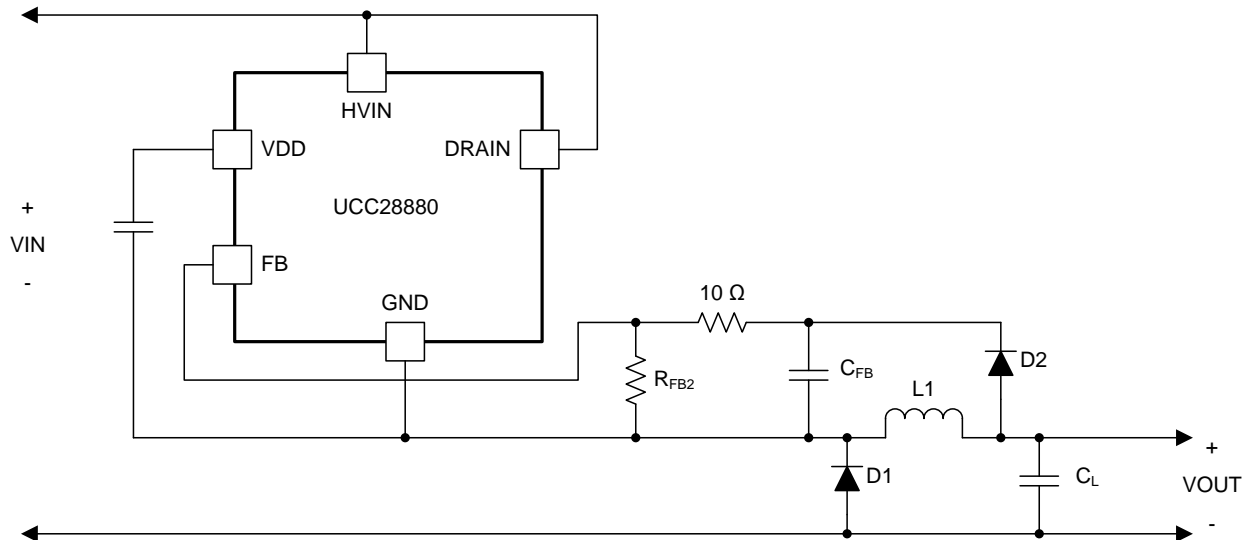 HVIN
VDD
DRAIN
UCC28880
+
VIN
-
FB
GND
10 Ω
RFB2
CFB
D2
L1
D1
CL
+
VOUT
-